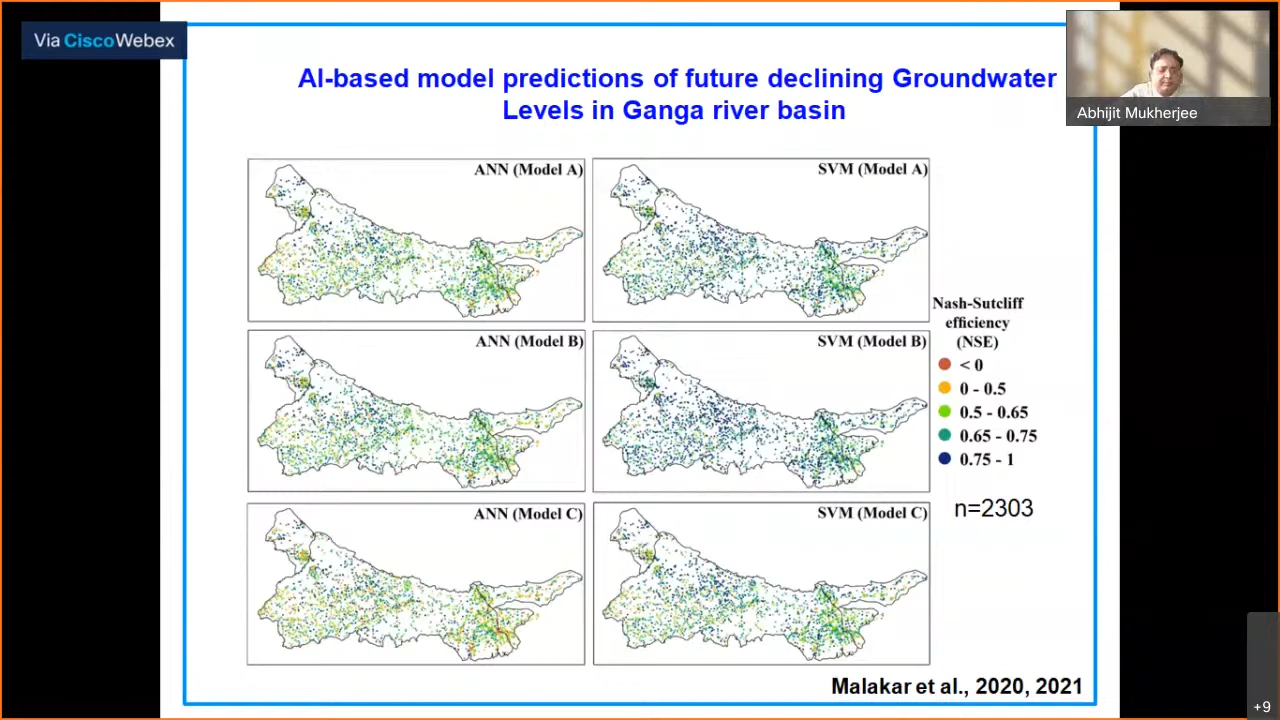 Via CiscoWebex
AI-based model predictions of future declining Groundwater
Levels in Ganga river basin
Abhijit Mukherjee
ANN (Model A)
SVM (Model A)
ANN (Model B)
SVM (Model B)
ANN (Model C)
SVM (Model C)
Nash-Sutcliff
efficiency
(NSE)
< 0
0 - 0.5
0.5 - 0.65
0.65 - 0.75
0.75 - 1
n=2303
Malakar et al., 2020, 2021
+9